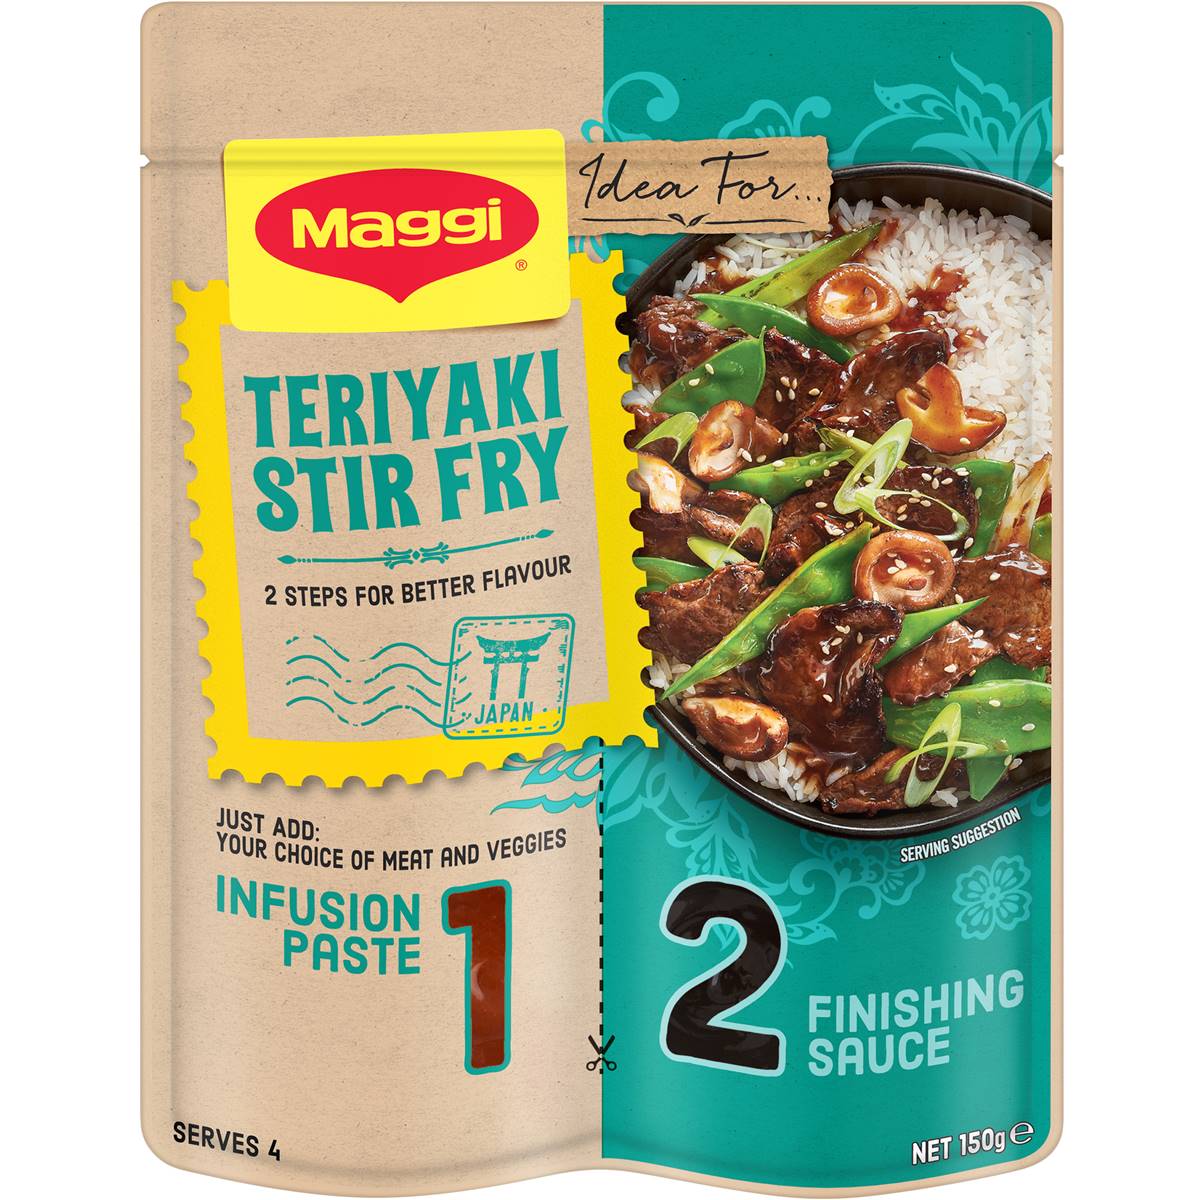 Maggi
®
Idea For...
TERIYAKI
STIR FRY
2 STEPS FOR BETTER FLAVOUR
JAPAN
JUST ADD:
YOUR CHOICE OF MEAT AND VEGGIES
INFUSION
PASTE
1
2
FINISHING
SAUCE
SERVING SUGGESTION
SERVES 4
NET 150g ℮